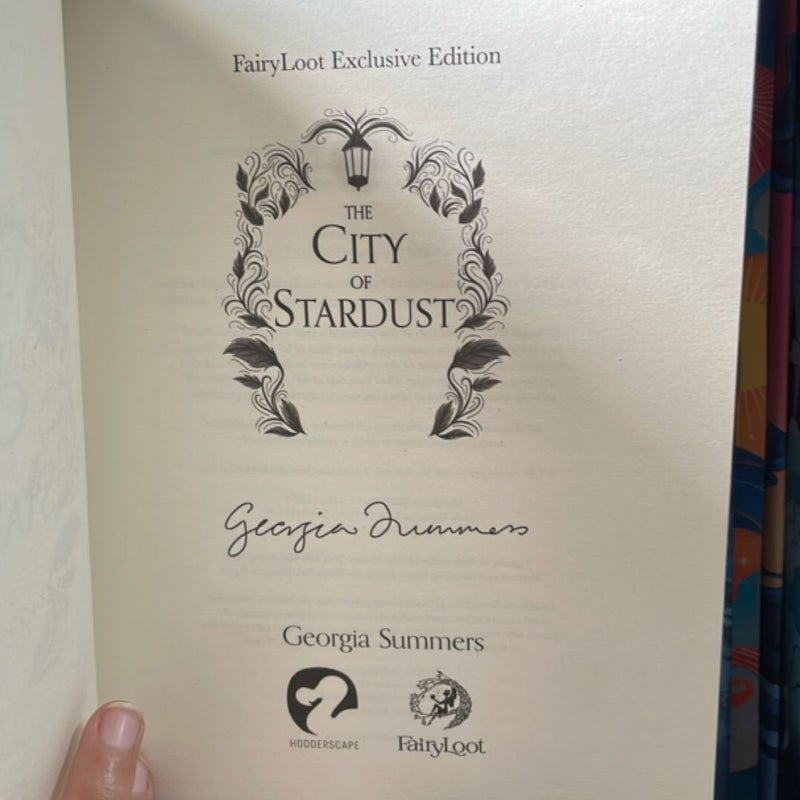 FairyLoot Exclusive Edition
THE
CITY
OF
STARDUST
Georgia Summers
Georgia Summers
HODDERSCAPE
FairyLoot